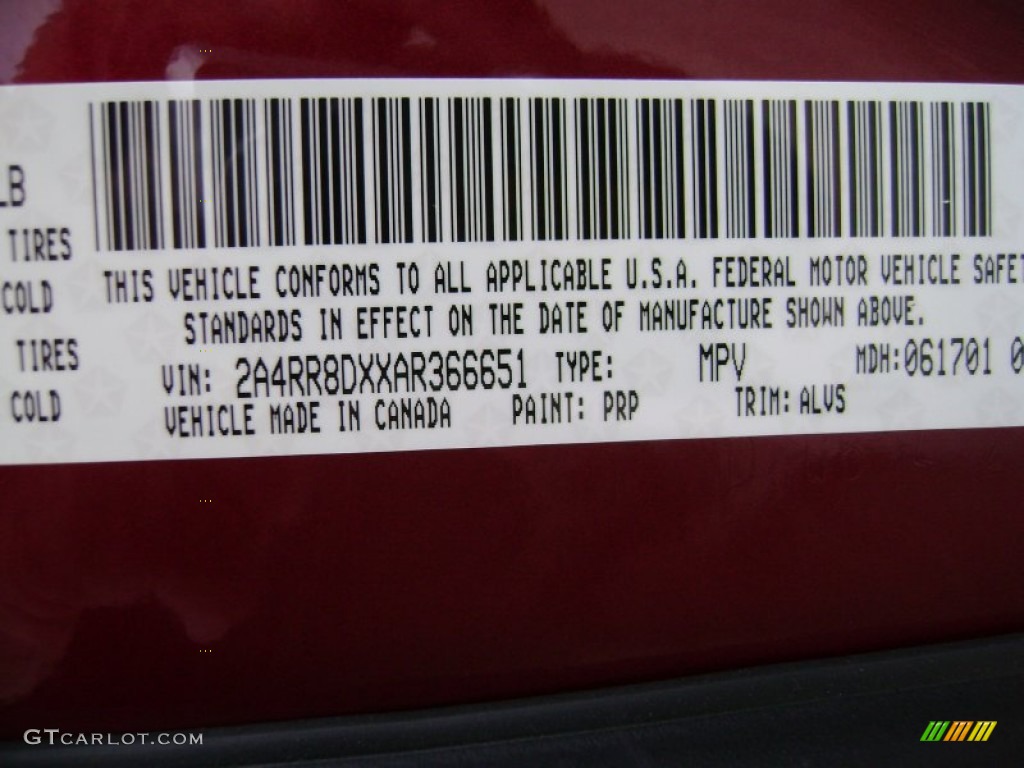 LB
TIRES
COLD
TIRES
COLD
THIS VEHICLE CONFORMS TO ALL APPLICABLE U.S.A. FEDERAL MOTOR VEHICLE SAFET
STANDARDS IN EFFECT ON THE DATE OF MANUFACTURE SHOWN ABOVE.
VIN: 2A4RR8DXXAR366651 TYPE: MPV MDH:061701 0
VEHICLE MADE IN CANADA PAINT: PRP TRIM: ALVS
GTCARLOT.COM